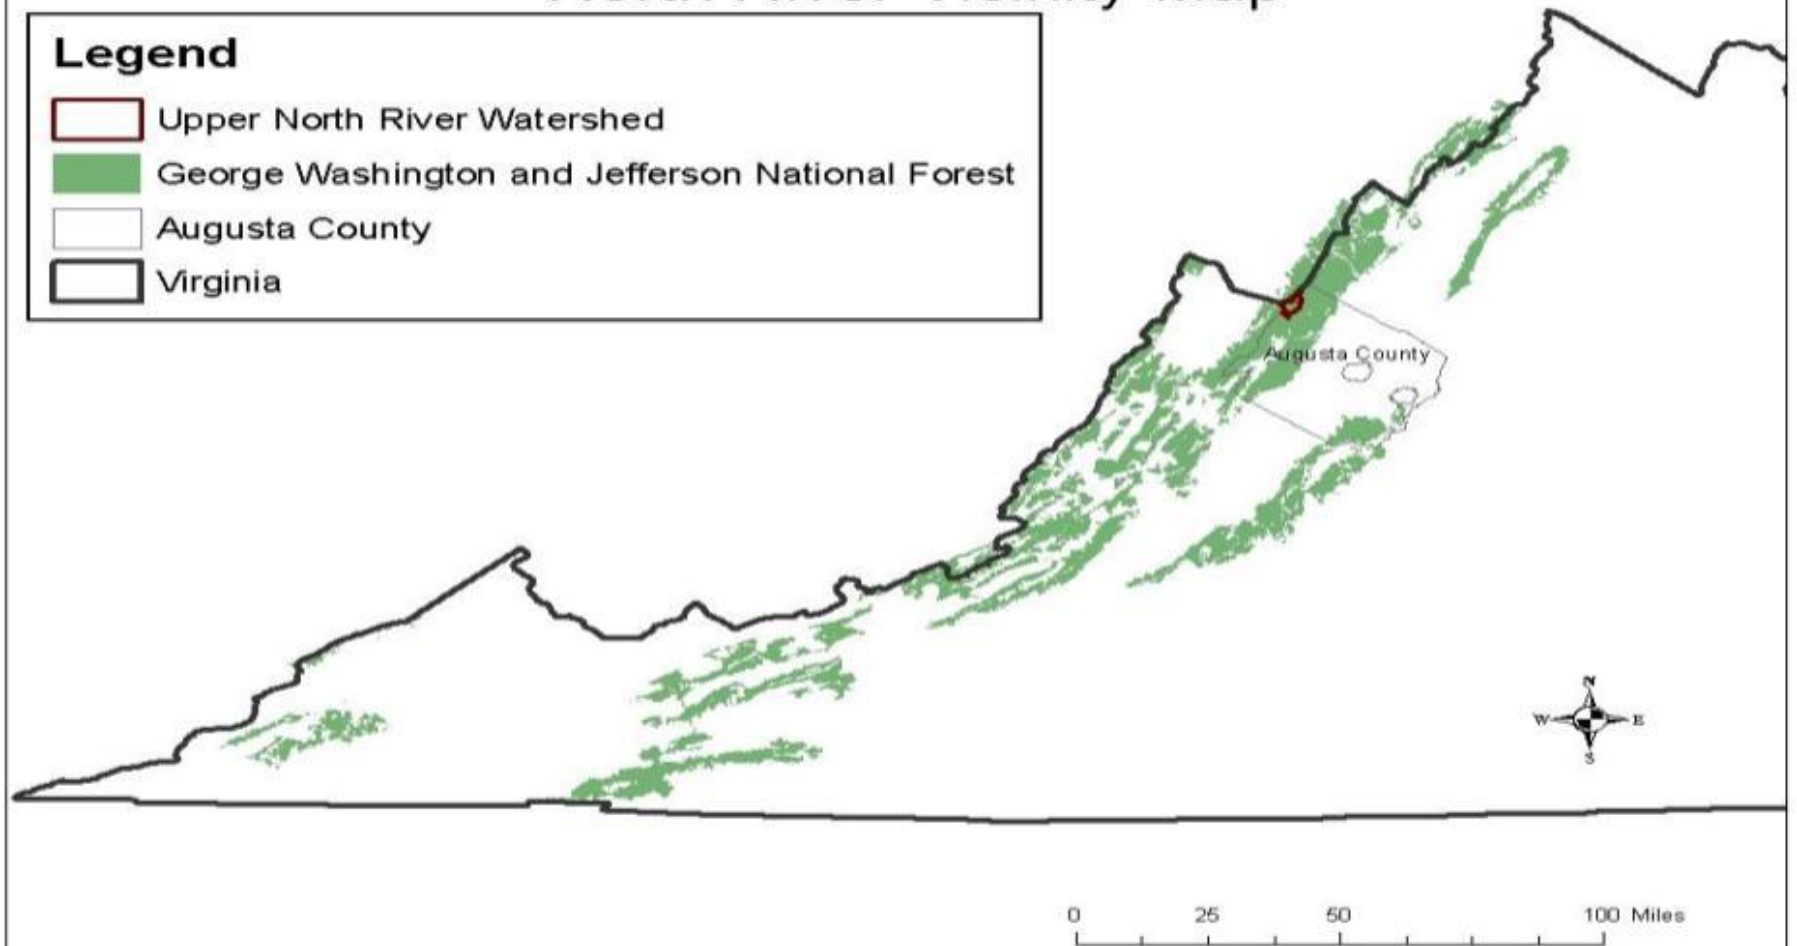 Map
Legend
Upper North River Watershed
George Washington and Jefferson National Forest
Augusta County
Virginia
Augusta County
N
W E
S
0 25 50 100 Miles